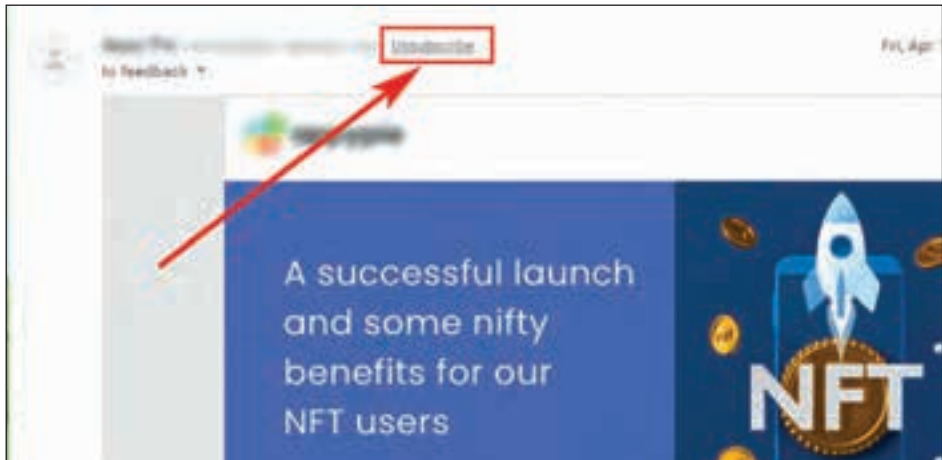 Unsubscribe
Fri, Apr
to feedback
A successful launch
and some nifty
benefits for our
NFT users
NFT